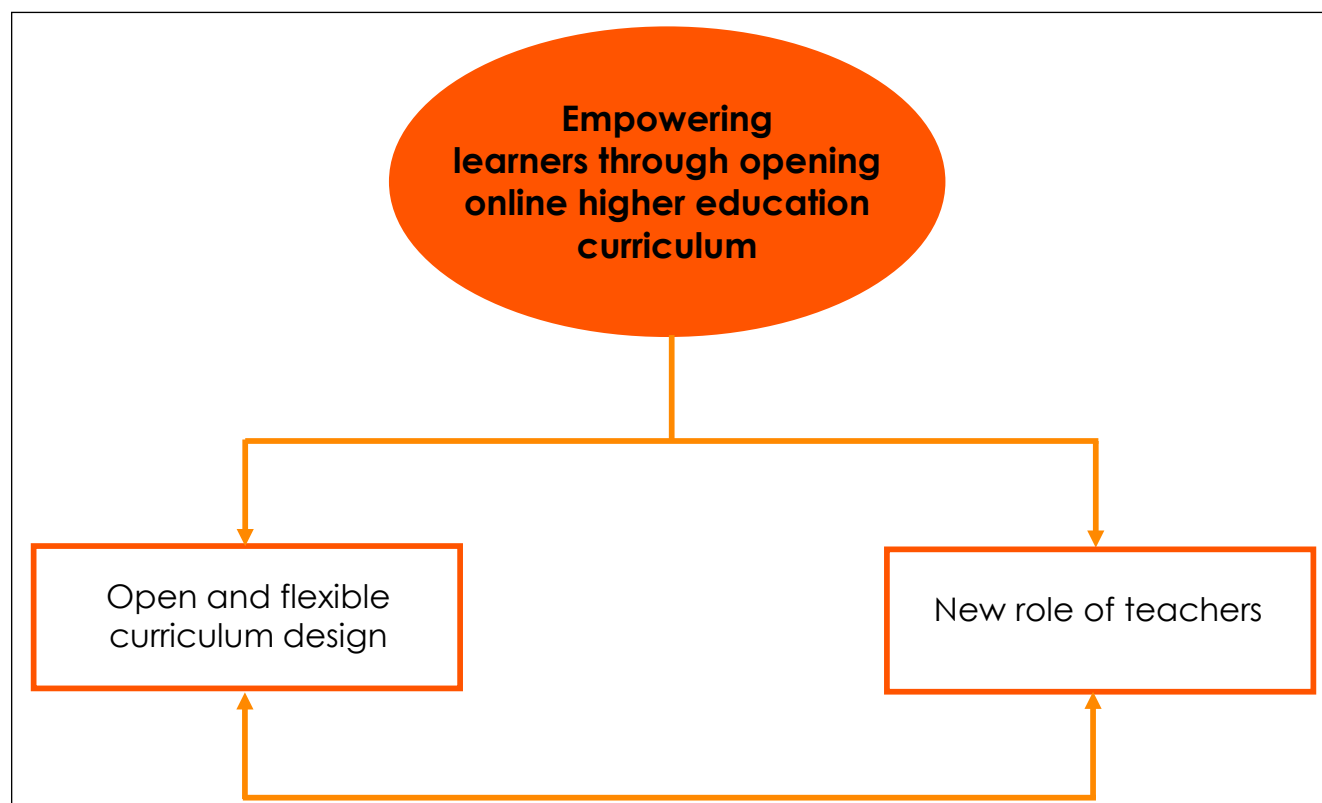 Empowering
learners through opening
online higher education
curriculum
Open and flexible
curriculum design
New role of teachers